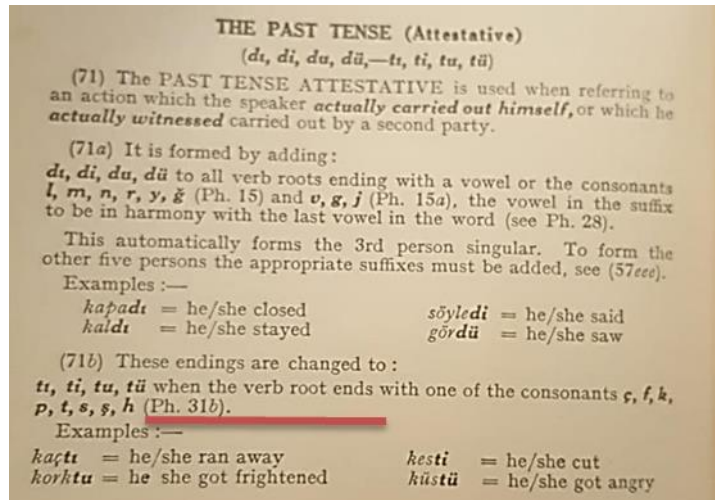 THE PAST TENSE (Attestative)
(dı, di, du, dü,—tı, ti, tu, tü)
(71) The PAST TENSE ATTESTATIVE is used when referring to
an action which the speaker actually carried out himself, or which he
actually witnessed carried out by a second party.
(71a) It is formed by adding :
dı, di, du, dü to all verb roots ending with a vowel or the consonants
l, m, n, r, y, ğ (Ph. 15) and v, g, j (Ph. 15a), the vowel in the suffix
to be in harmony with the last vowel in the word (see Ph. 28).
This automatically forms the 3rd person singular. To form the
other five persons the appropriate suffixes must be added, see (57eee).
Examples :—
kapadı = he/she closed söyledi = he/she said
kaldı = he/she stayed gördü = he/she saw
(71b) These endings are changed to :
tı, ti, tu, tü when the verb root ends with one of the consonants ç, f, k,
p, t, s, ş, h (Ph. 31b).
Examples :—
kaçtı = he/she ran away kesti = he/she cut
korktu = he she got frightened küstü = he/she got angry